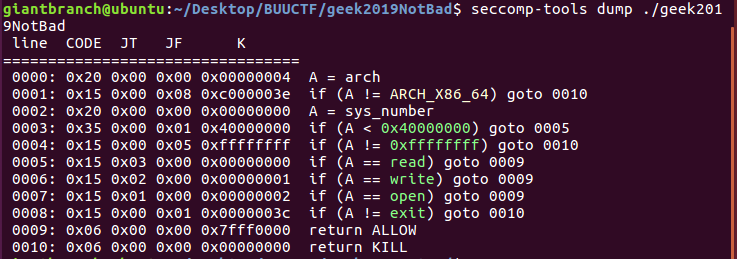 giantbranch@ubuntu:~/Desktop/BUUCTF/geek2019NotBad$ seccomp-tools dump ./geek201
9NotBad
line CODE JT JF K
=================================
0000: 0x20 0x00 0x00 0x00000004 A = arch
0001: 0x15 0x00 0x08 0xc000003e if (A != ARCH_X86_64) goto 0010
0002: 0x20 0x00 0x00 0x00000000 A = sys_number
0003: 0x35 0x00 0x01 0x40000000 if (A < 0x40000000) goto 0005
0004: 0x15 0x00 0x05 0xffffffff if (A != 0xffffffff) goto 0010
0005: 0x15 0x03 0x00 0x00000000 if (A == read) goto 0009
0006: 0x15 0x02 0x00 0x00000001 if (A == write) goto 0009
0007: 0x15 0x01 0x00 0x00000002 if (A == open) goto 0009
0008: 0x15 0x00 0x01 0x0000003c if (A != exit) goto 0010
0009: 0x06 0x00 0x00 0x7fff0000 return ALLOW
0010: 0x06 0x00 0x00 0x00000000 return KILL